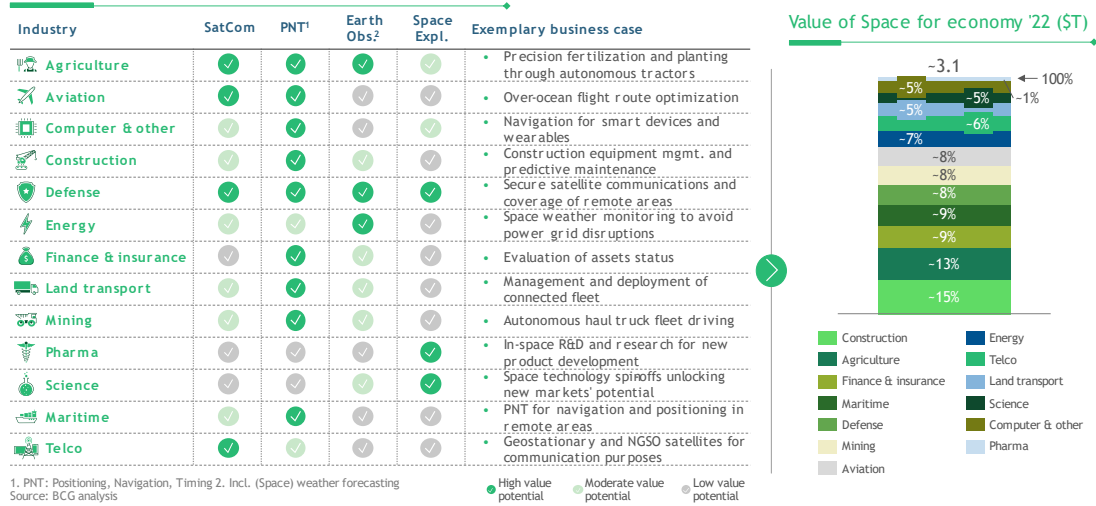 Industry
SatCom
PNT1
Earth
Obs.2
Space
Expl.
Exemplary business case
Agriculture
Precision fertilization and planting
through autonomous tractors
Aviation
Over-ocean flight route optimization
Computer & other
Navigation for smart devices and
wearables
Construction
Construction equipment mgmt. and
predictive maintenance
Defense
Secure satellite communications and
coverage of remote areas
Energy
Space weather monitoring to avoid
power grid disruptions
Finance & insurance
Evaluation of assets status
Land transport
Management and deployment of
connected fleet
Mining
Autonomous haul truck fleet driving
Pharma
In-space R&D and research for new
product development
Science
Space technology spinoffs unlocking
new markets' potential
Maritime
PNT for navigation and positioning in
remote areas
Telco
Geostationary and NGSO satellites for
communication purposes
1. PNT: Positioning, Navigation, Timing 2. Incl. (Space) weather forecasting
Source: BCG analysis
High value
potential
Moderate value
potential
Low value
potential
Value of Space for economy '22 ($T)
~3.1
100%
~1%
~5%
~5%
~5%
~6%
~7%
~8%
~8%
~8%
~9%
~9%
~13%
~15%
Construction
Agriculture
Finance & insurance
Maritime
Defense
Mining
Aviation
Energy
Telco
Land transport
Science
Computer & other
Pharma